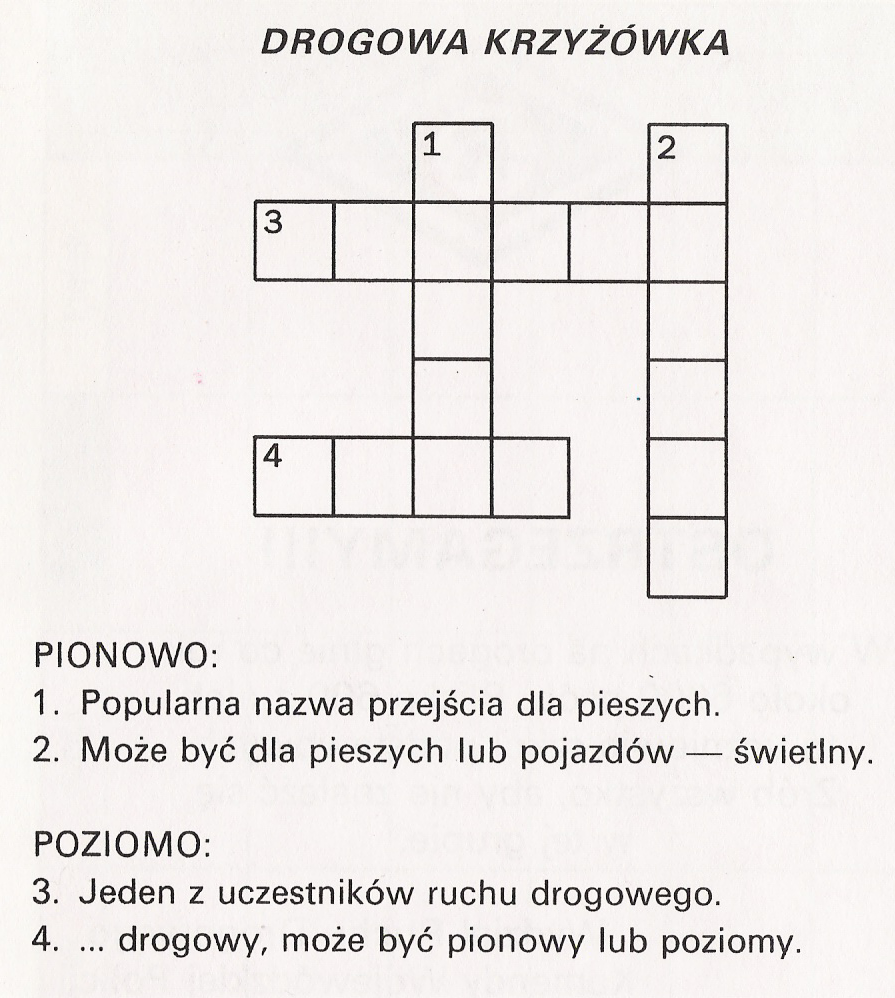 DROGOWA KRZYŻÓWKA
1
2
3
4
PIONOWO:
1. Popularna nazwa przejścia dla pieszych.
2. Może być dla pieszych lub pojazdów — świetlny.
POZIOMO:
3. Jeden z uczestników ruchu drogowego.
4. ... drogowy, może być pionowy lub poziomy.